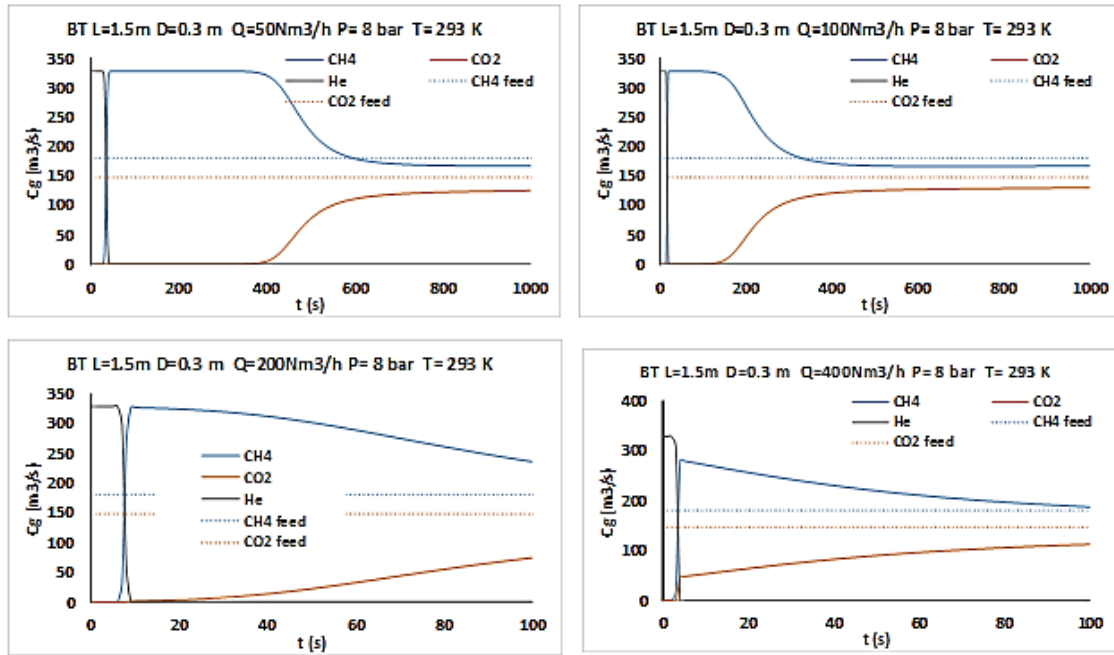 BT L=1.5m D=0.3 m Q=50Nm3/h P= 8 bar T= 293 K
CH4 CO2
He CH4 feed
CO2 feed
Cg [m3/s]
350
300
250
200
150
100
50
0
0 200 400 600 800 1000
t (s)
BT L=1.5m D=0.3 m Q=100Nm3/h P= 8 bar T= 293 K
CH4 CO2
He CH4 feed
CO2 feed
Cg [m3/s]
350
300
250
200
150
100
50
0
0 200 400 600 800 1000
t (s)
BT L=1.5m D=0.3 m Q=200Nm3/h P= 8 bar T= 293 K
CH4
CO2
He
CH4 feed
CO2 feed
Cg [m3/s]
350
300
250
200
150
100
50
0
0 20 40 60 80 100
t (s)
BT L=1.5m D=0.3 m Q=400Nm3/h P= 8 bar T= 293 K
CH4 CO2
He CH4 feed
CO2 feed
Cg [m3/s]
400
300
200
100
0
0 20 40 60 80 100
t (s)